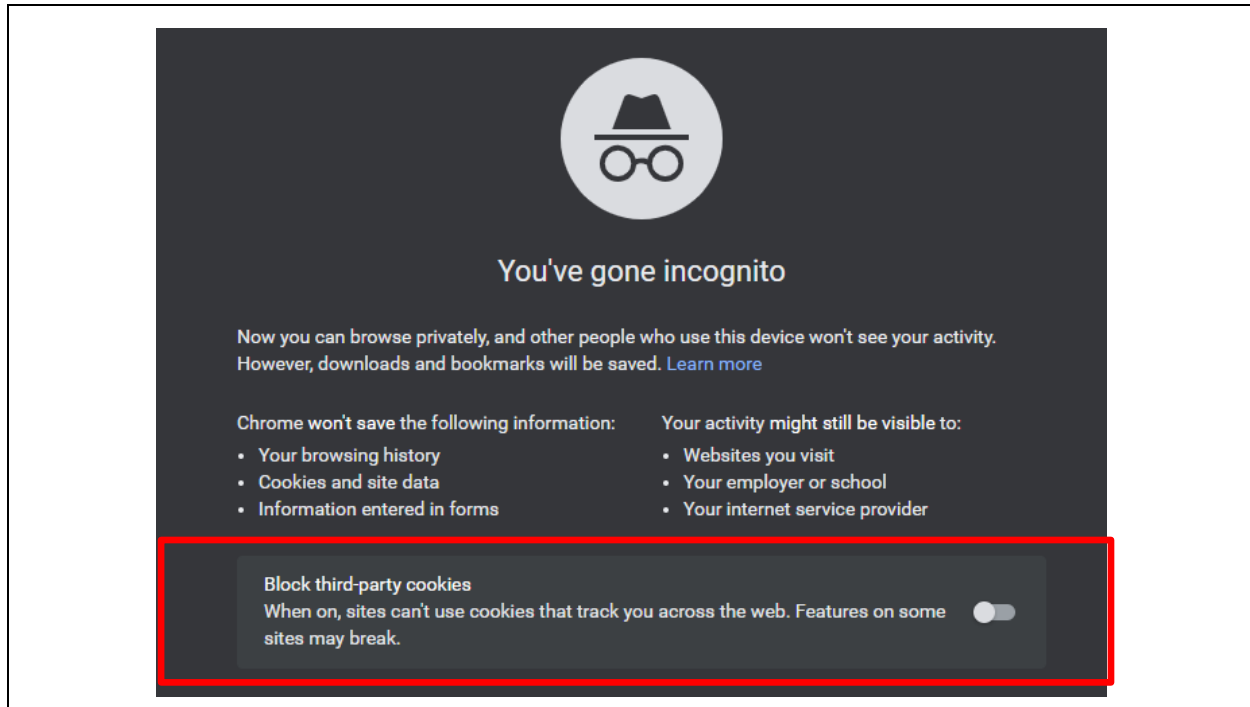 You've gone incognito
Now you can browse privately, and other people who use this device won't see your activity.
However, downloads and bookmarks will be saved. Learn more
Chrome won't save the following information:
• Your browsing history
• Cookies and site data
• Information entered in forms
Your activity might still be visible to:
• Websites you visit
• Your employer or school
• Your internet service provider
Block third-party cookies
When on, sites can't use cookies that track you across the web. Features on some
sites may break.